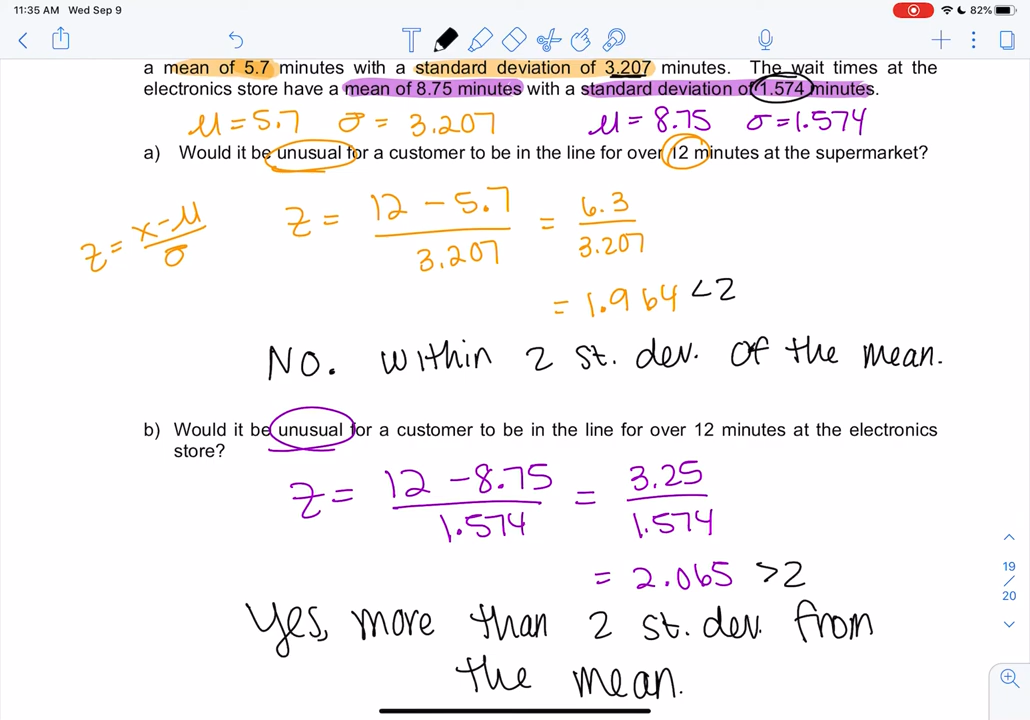 11:35 AM Wed Sep 9
82%
a mean of 5.7 minutes with a standard deviation of 3.207 minutes. The wait times at the
electronics store have a mean of 8.75 minutes with a standard deviation of 1.574 minutes.
μ = 5.7 σ = 3.207 μ = 8.75 σ = 1.574
a) Would it be unusual for a customer to be in the line for over 12 minutes at the supermarket?
z = (x - μ)/σ
z = (12 - 5.7)/3.207 = 6.3/3.207
= 1.964 < 2
No. within 2 st. dev. of the mean.
b) Would it be unusual for a customer to be in the line for over 12 minutes at the electronics
store?
z = (12 - 8.75)/1.574 = 3.25/1.574
= 2.065 > 2
Yes, more than 2 st. dev. from
the mean.
19
/
20